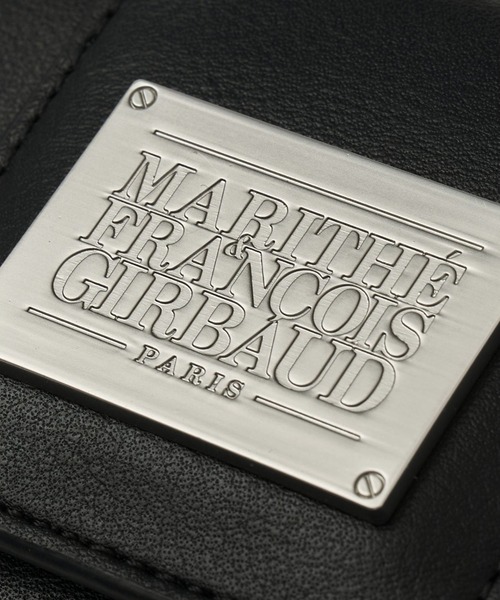 MARITHÉ
&
FRANÇOIS
GIRBAUD
PARIS